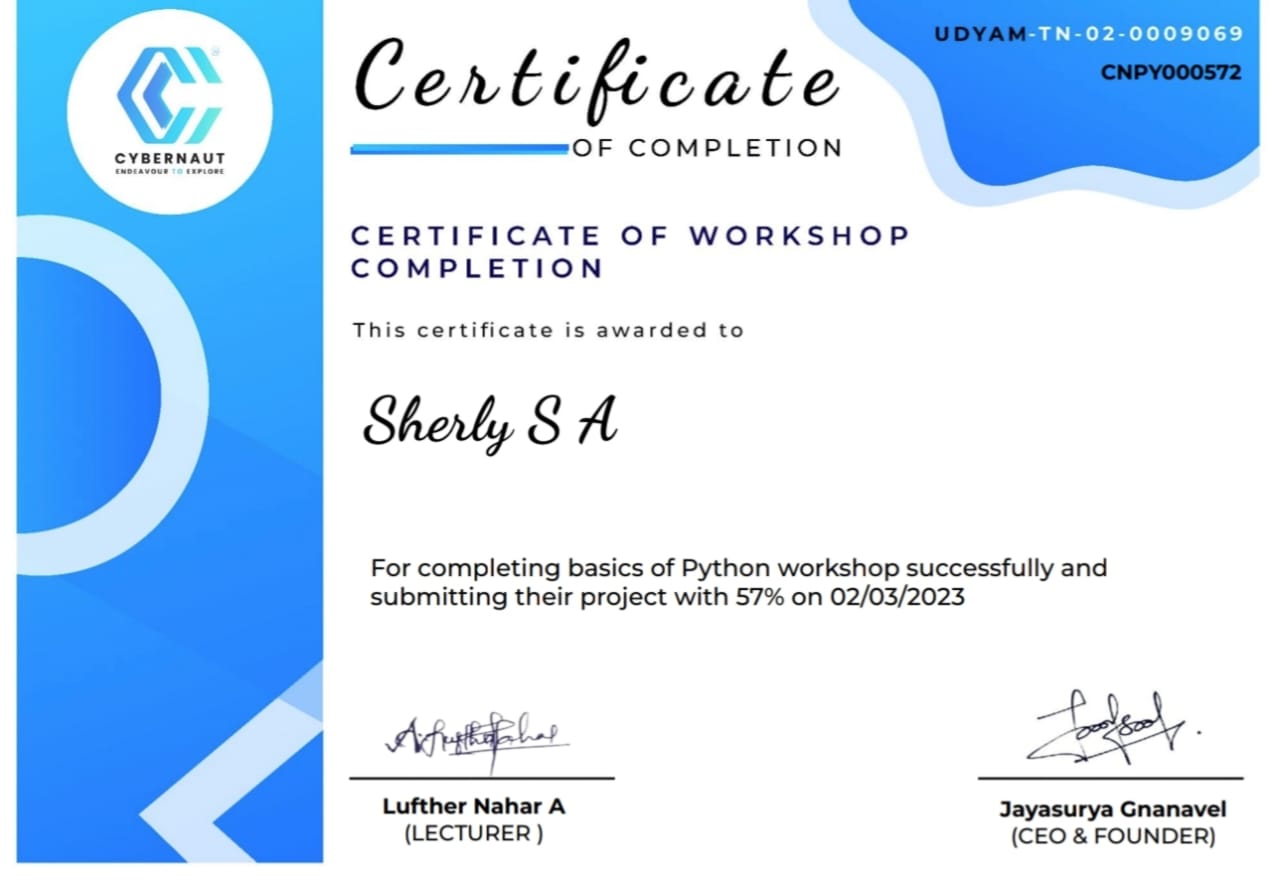 CYBERNAUT
ENDEAVOUR TO EXPLORE
Certificate
OF COMPLETION
UDYAM-TN-02-0009069
CNPY000572
CERTIFICATE OF WORKSHOP
COMPLETION
This certificate is awarded to
Sherly S A
For completing basics of Python workshop successfully and
submitting their project with 57% on 02/03/2023
Lufther Nahar A
(LECTURER )
Jayasurya Gnanavel
(CEO & FOUNDER)